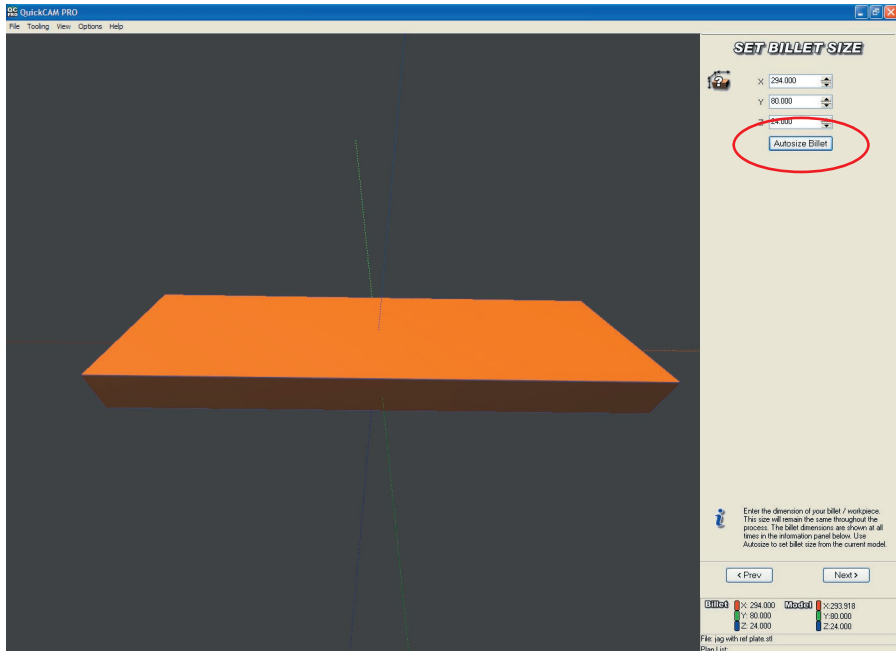 QuickCAM PRO
File Tooling View Options Help
SET BILLET SIZE
X 294.000
Y 80.000
Z 24.000
Autosize Billet
Enter the dimension of your billet / workpiece.
This size will remain the same throughout the
process. The billet dimensions are shown at all
times in the information panel below. Use
Autosize to set billet size from the current model.
< Prev Next >
Billet X: 294.000 Model X:293.918
Y: 80.000 Y:80.000
Z: 24.000 Z:24.000
File: jag with ref plate.stl
Plan List: